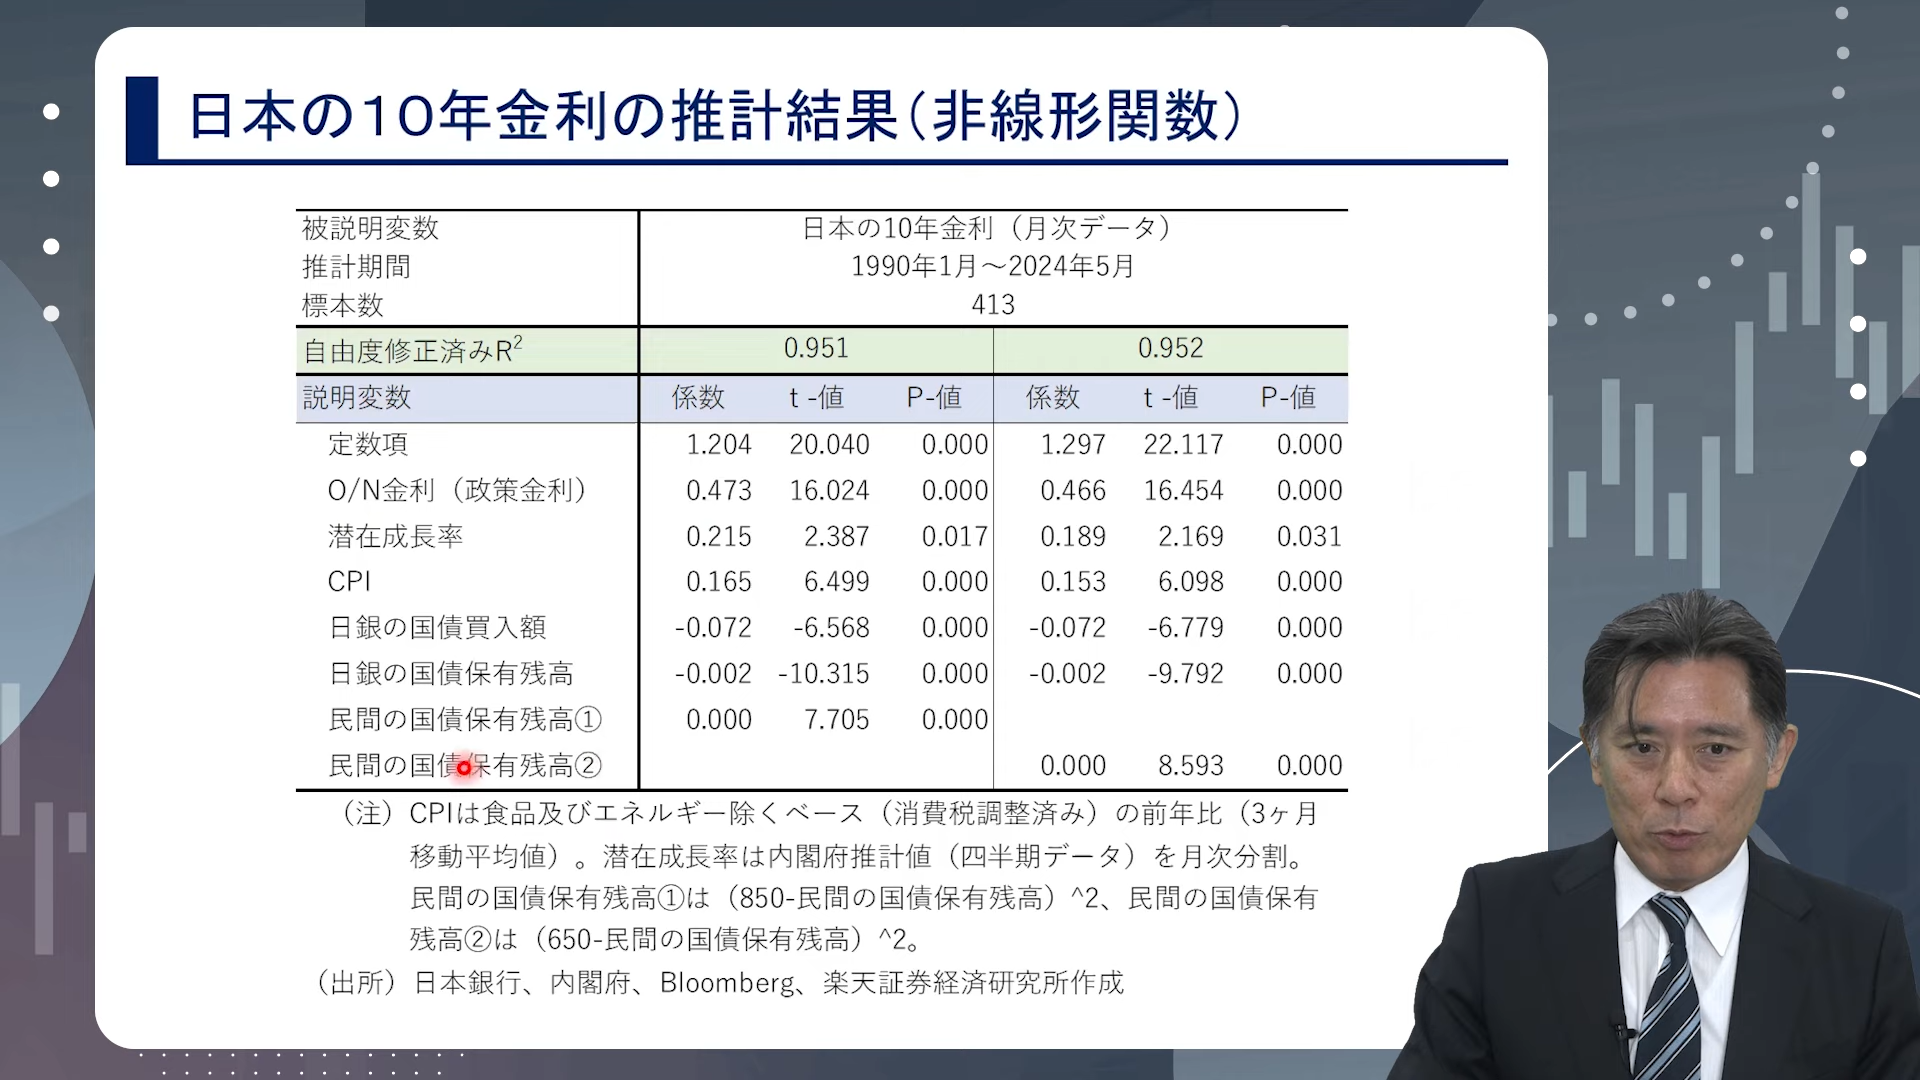 日本の10年金利の推計結果（非線形関数）
被説明変数 日本の10年金利（月次データ）
推計期間 1990年1月～2024年5月
標本数 413
自由度修正済みR² 0.951 0.952
説明変数 係数 t -値 P-値 係数 t -値 P-値
定数項 1.204 20.040 0.000 1.297 22.117 0.000
O/N金利（政策金利） 0.473 16.024 0.000 0.466 16.454 0.000
潜在成長率 0.215 2.387 0.017 0.189 2.169 0.031
CPI 0.165 6.499 0.000 0.153 6.098 0.000
日銀の国債買入額 -0.072 -6.568 0.000 -0.072 -6.779 0.000
日銀の国債保有残高 -0.002 -10.315 0.000 -0.002 -9.792 0.000
民間の国債保有残高① 0.000 7.705 0.000
民間の国債保有残高② 0.000 8.593 0.000
（注）CPIは食品及びエネルギー除くベース（消費税調整済み）の前年比（3ヶ月
移動平均値）。潜在成長率は内閣府推計値（四半期データ）を月次分割。
民間の国債保有残高①は（850-民間の国債保有残高）^2、民間の国債保有
残高②は（650-民間の国債保有残高）^2。
（出所）日本銀行、内閣府、Bloomberg、楽天証券経済研究所作成